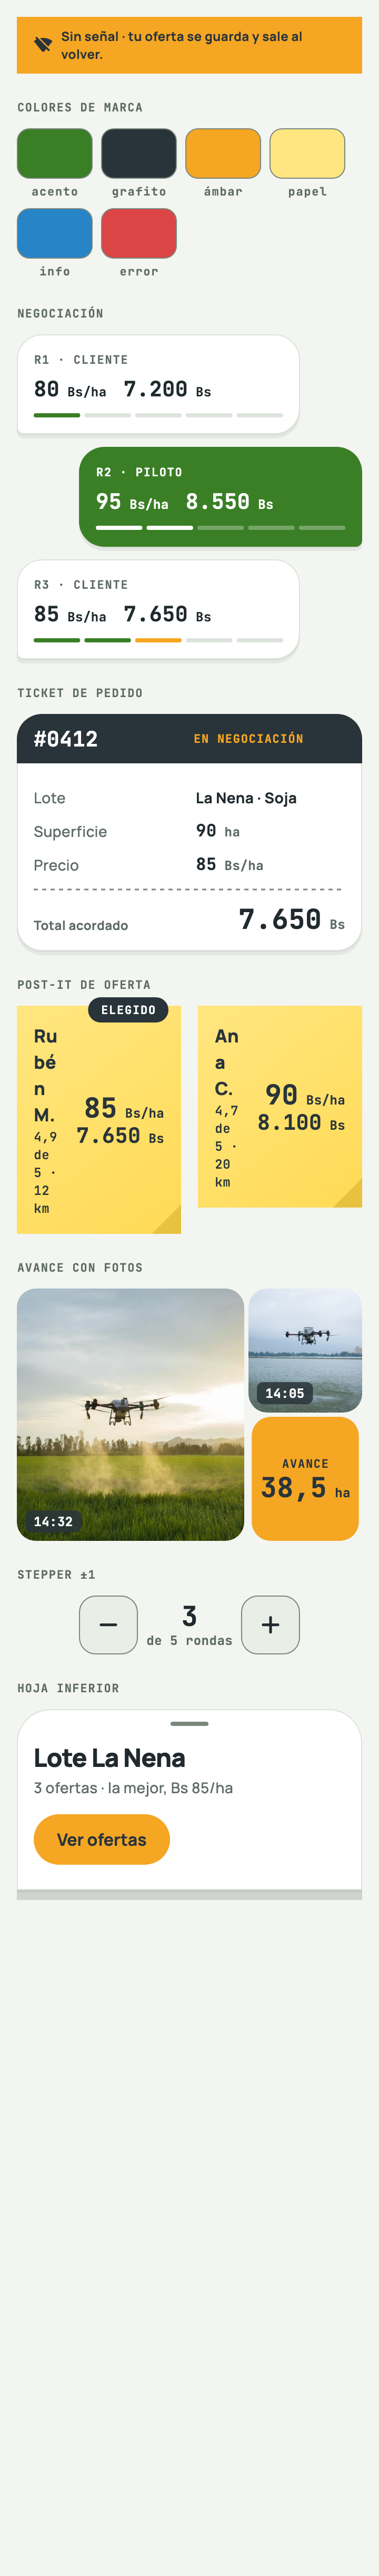 Sin señal · tu oferta se guarda y sale al
volver.
COLORES DE MARCA
acento grafito ámbar papel
info error
NEGOCIACIÓN
R1 · CLIENTE
80 Bs/ha 7.200 Bs
R2 · PILOTO
95 Bs/ha 8.550 Bs
R3 · CLIENTE
85 Bs/ha 7.650 Bs
TICKET DE PEDIDO
#0412 EN NEGOCIACIÓN
Lote La Nena · Soja
Superficie 90 ha
Precio 85 Bs/ha
Total acordado 7.650 Bs
POST-IT DE OFERTA
ELEGIDO
Ru
bé
n
M.
4,9
de
5 ·
12
km
85 Bs/ha
7.650 Bs
An
a
C.
4,7
de
5 ·
20
km
90 Bs/ha
8.100 Bs
AVANCE CON FOTOS
14:32
14:05
AVANCE
38,5 ha
STEPPER ±1
− 3 +
de 5 rondas
HOJA INFERIOR
Lote La Nena
3 ofertas · la mejor, Bs 85/ha
Ver ofertas